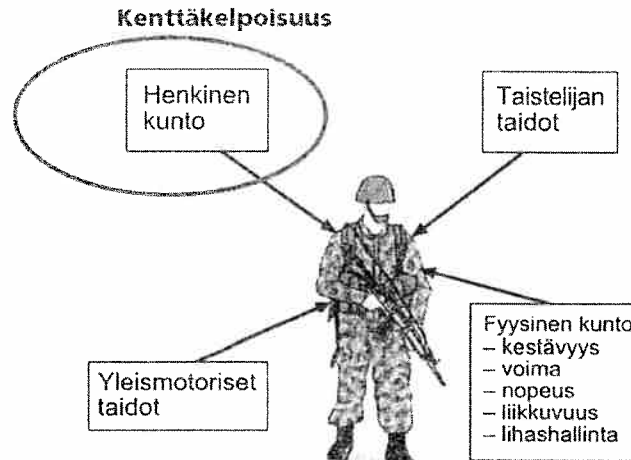 Kenttäkelpoisuus
Henkinen
kunto
Taistelijan
taidot
Yleismotoriset
taidot
Fyysinen kunto
– kestävyys
– voima
– nopeus
– liikkuvuus
– lihashallinta